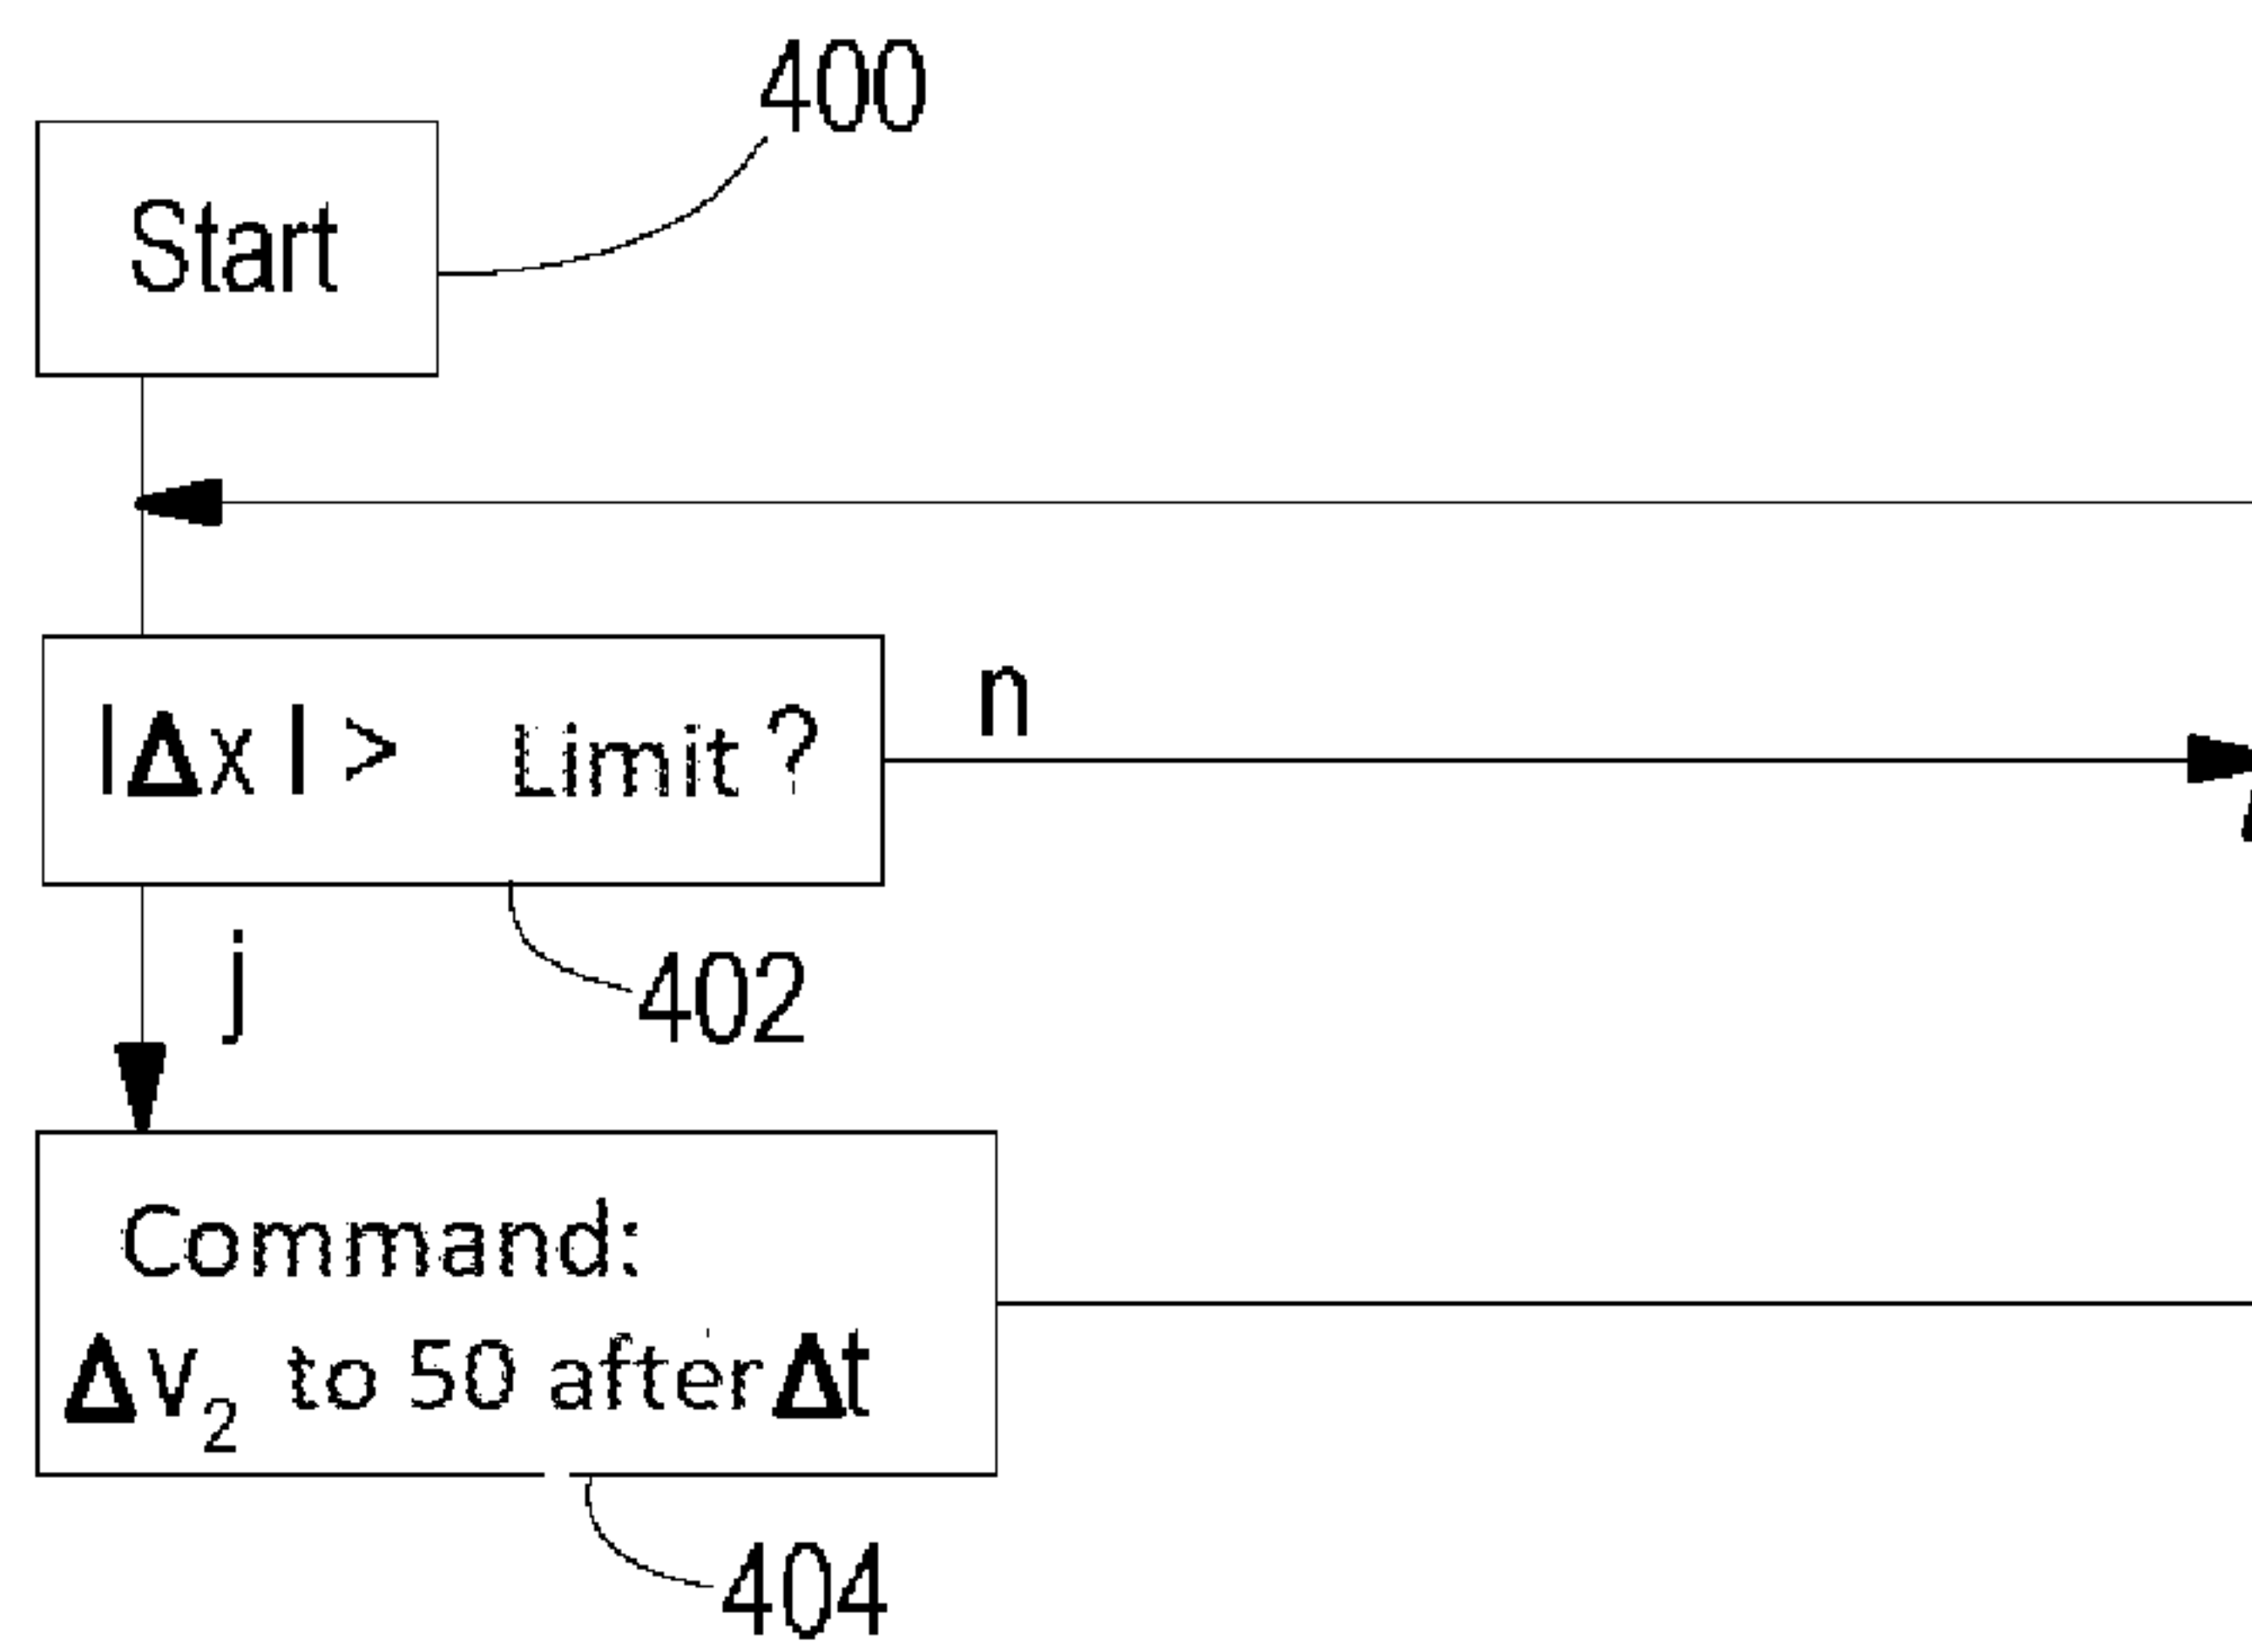 400
Start
n
|Δx| > Limit ?
j
402
Command:
Δv₂ to 50 after Δt
404